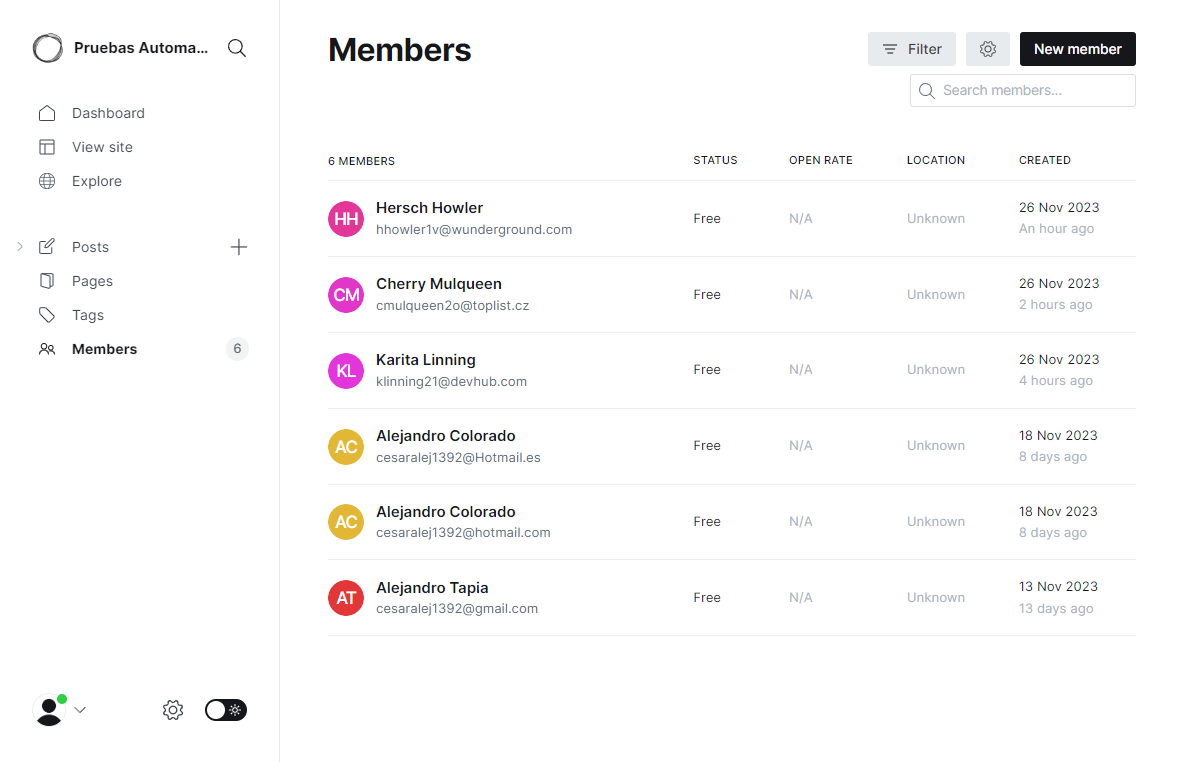 Pruebas Automa...
Dashboard
View site
Explore
Posts
Pages
Tags
Members
6
Members
Filter
New member
Search members...
6 MEMBERS STATUS OPEN RATE LOCATION CREATED
HH Hersch Howler Free N/A Unknown 26 Nov 2023
hhowler1v@wunderground.com An hour ago
CM Cherry Mulqueen Free N/A Unknown 26 Nov 2023
cmulqueen2o@toplist.cz 2 hours ago
KL Karita Linning Free N/A Unknown 26 Nov 2023
klinning21@devhub.com 4 hours ago
AC Alejandro Colorado Free N/A Unknown 18 Nov 2023
cesaralej1392@Hotmail.es 8 days ago
AC Alejandro Colorado Free N/A Unknown 18 Nov 2023
cesaralej1392@hotmail.com 8 days ago
AT Alejandro Tapia Free N/A Unknown 13 Nov 2023
cesaralej1392@gmail.com 13 days ago